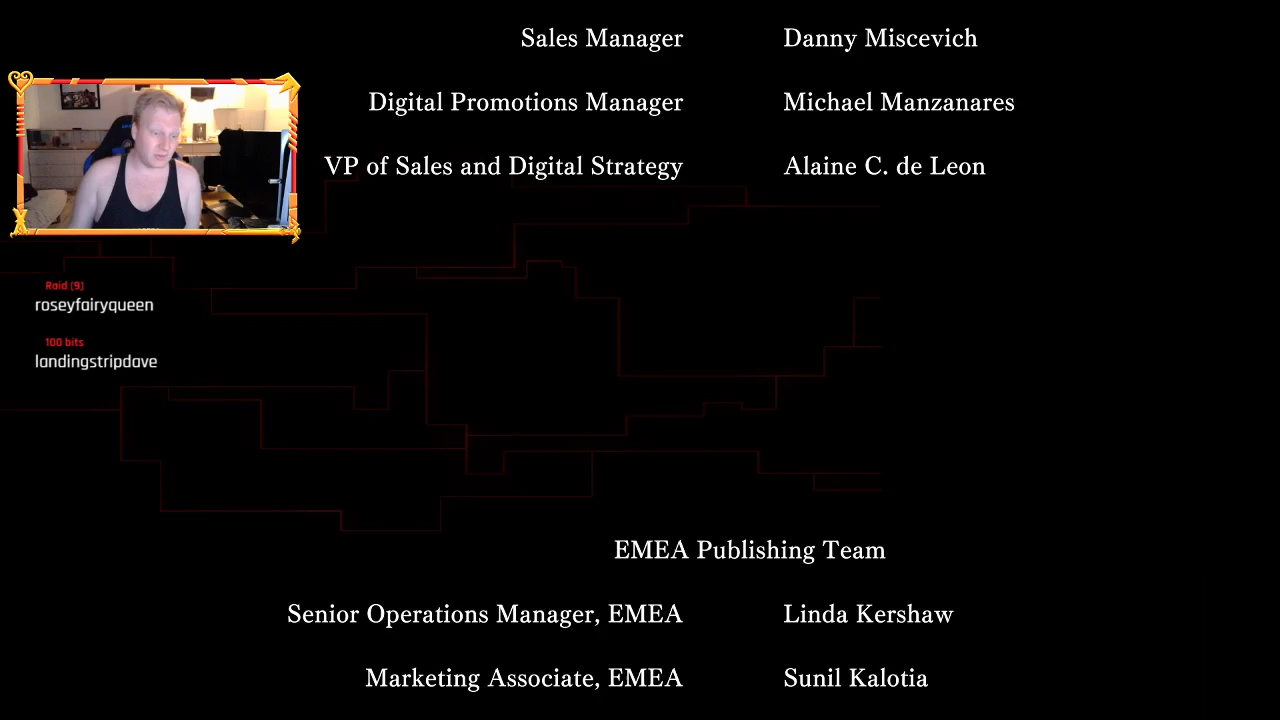 Sales Manager Danny Miscevich
Digital Promotions Manager Michael Manzanares
VP of Sales and Digital Strategy Alaine C. de Leon
Raid (9)
roseyfairyqueen
100 bits
landingstripdave
EMEA Publishing Team
Senior Operations Manager, EMEA Linda Kershaw
Marketing Associate, EMEA Sunil Kalotia